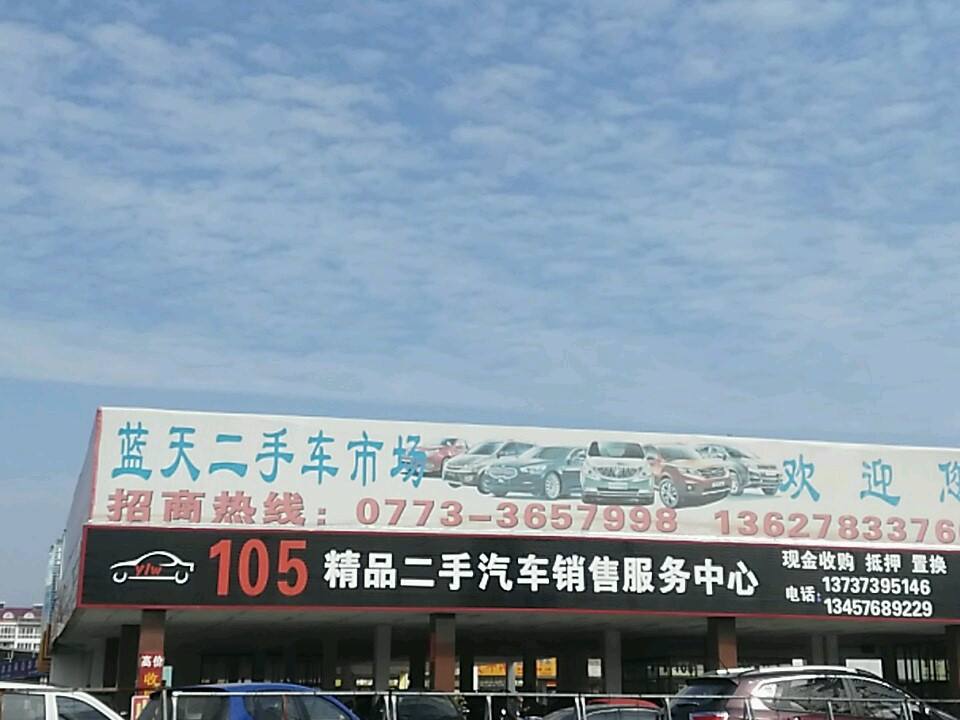 蓝天二手车市场 欢迎您
招商热线：0773-3657998 1362783376
y/w 105 精品二手汽车销售服务中心
现金收购 抵押 置换
电话：13737395146
13457689229
高价
收